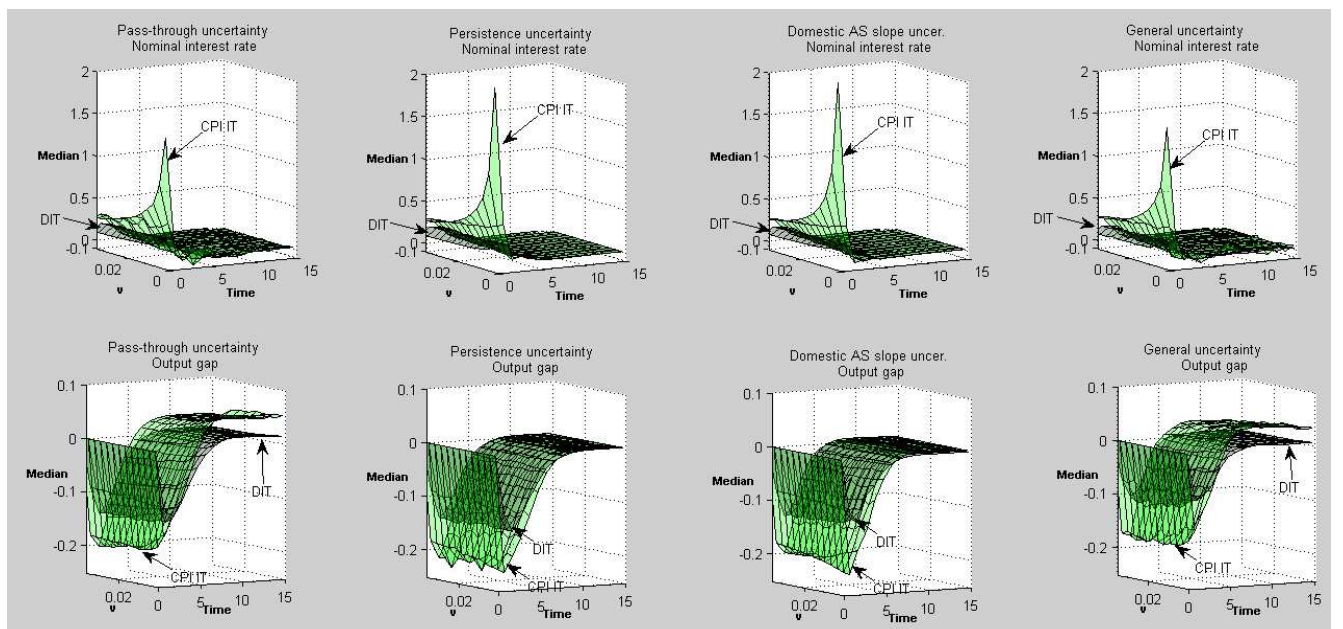 Pass-through uncertainty
Nominal interest rate
2
1.5
Median 1
0.5
0
-0.1
CPI IT
DIT
0.02
0
0
5
10
15
υ
Time
Persistence uncertainty
Nominal interest rate
2
1.5
Median 1
0.5
0
-0.1
CPI IT
DIT
0.02
0
0
5
10
15
υ
Time
Domestic AS slope uncer.
Nominal interest rate
2
1.5
Median 1
0.5
0
-0.1
CPI IT
DIT
0.02
0
0
5
10
15
υ
Time
General uncertainty
Nominal interest rate
2
1.5
Median 1
0.5
0
-0.1
CPI IT
DIT
0.02
0
0
5
10
15
υ
Time
Pass-through uncertainty
Output gap
0.1
0
Median
-0.1
-0.2
DIT
CPI IT
0.02
0
5
10
15
υ
Time
Persistence uncertainty
Output gap
0.1
0
Median
-0.1
-0.2
DIT
CPI IT
0.02
0
5
10
15
υ
Time
Domestic AS slope uncer.
Output gap
0.1
0
Median
-0.1
-0.2
DIT
CPI IT
0.02
0
5
10
15
υ
Time
General uncertainty
Output gap
0.1
0
Median
-0.1
-0.2
DIT
CPI IT
0.02
0
5
10
15
υ
Time